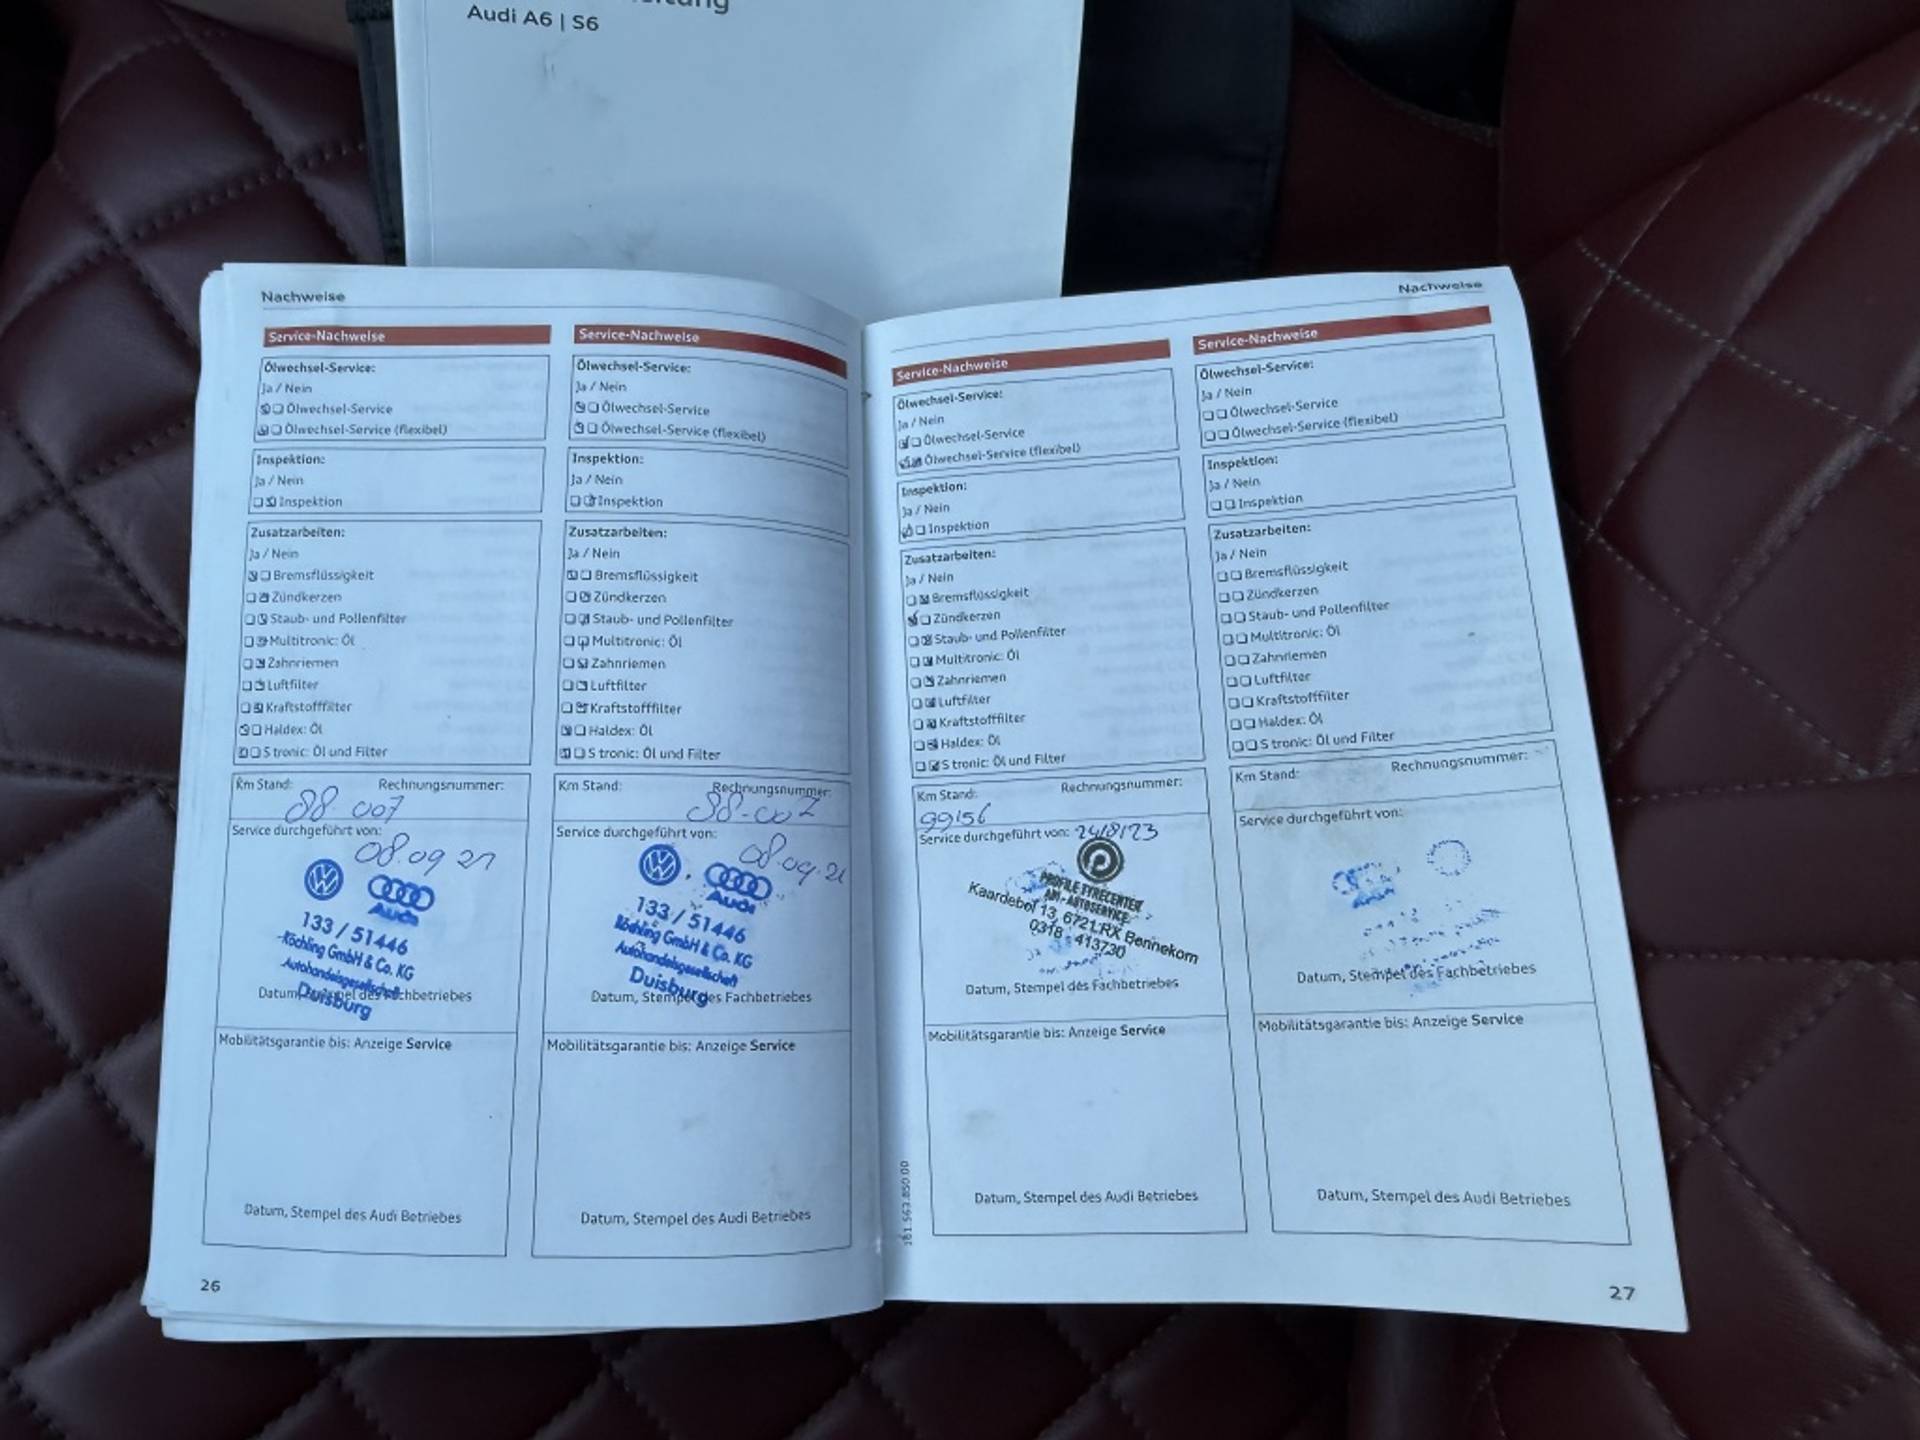 Audi A6 | S6
Nachweise
Service-Nachweise
Ölwechsel-Service:
Ja / Nein
Ölwechsel-Service
Ölwechsel-Service (flexibel)
Inspektion:
Ja / Nein
Inspektion
Zusatzarbeiten:
Ja / Nein
Bremsflüssigkeit
Zündkerzen
Staub- und Pollenfilter
Multitronic: Öl
Zahnriemen
Luftfilter
Kraftstofffilter
Haldex: Öl
S tronic: Öl und Filter
Km Stand: Rechnungsnummer:
88.007
Service durchgeführt von:
08.09 21
Audi
133 / 51446
Köchling GmbH & Co. KG
Autohandelsgesellschaft
Duisburg
Datum, Stempel des Fachbetriebes
Mobilitätsgarantie bis: Anzeige Service
Datum, Stempel des Audi Betriebes
26
Service-Nachweise
Ölwechsel-Service:
Ja / Nein
Ölwechsel-Service
Ölwechsel-Service (flexibel)
Inspektion:
Ja / Nein
Inspektion
Zusatzarbeiten:
Ja / Nein
Bremsflüssigkeit
Zündkerzen
Staub- und Pollenfilter
Multitronic: Öl
Zahnriemen
Luftfilter
Kraftstofffilter
Haldex: Öl
S tronic: Öl und Filter
Km Stand: Rechnungsnummer:
88.007
Service durchgeführt von:
08.09.21
Audi
133 / 51446
Köchling GmbH & Co. KG
Autohandelsgesellschaft
Duisburg
Datum, Stempel des Fachbetriebes
Mobilitätsgarantie bis: Anzeige Service
Datum, Stempel des Audi Betriebes
Nachweise
Service-Nachweise
Ölwechsel-Service:
Ja / Nein
Ölwechsel-Service
Ölwechsel-Service (flexibel)
Inspektion:
Ja / Nein
Inspektion
Zusatzarbeiten:
Ja / Nein
Bremsflüssigkeit
Zündkerzen
Staub- und Pollenfilter
Multitronic: Öl
Zahnriemen
Luftfilter
Kraftstofffilter
Haldex: Öl
S tronic: Öl und Filter
Km Stand: Rechnungsnummer:
99156
Service durchgeführt von: 24/8/23
PROFILE TYRECENTER
Kaardebol 13, 6721 RX Bennekom
0318 - 413730
Datum, Stempel des Fachbetriebes
Mobilitätsgarantie bis: Anzeige Service
Datum, Stempel des Audi Betriebes
Service-Nachweise
Ölwechsel-Service:
Ja / Nein
Ölwechsel-Service
Ölwechsel-Service (flexibel)
Inspektion:
Ja / Nein
Inspektion
Zusatzarbeiten:
Ja / Nein
Bremsflüssigkeit
Zündkerzen
Staub- und Pollenfilter
Multitronic: Öl
Zahnriemen
Luftfilter
Kraftstofffilter
Haldex: Öl
S tronic: Öl und Filter
Km Stand: Rechnungsnummer:
Service durchgeführt von:
Datum, Stempel des Fachbetriebes
Mobilitätsgarantie bis: Anzeige Service
Datum, Stempel des Audi Betriebes
27